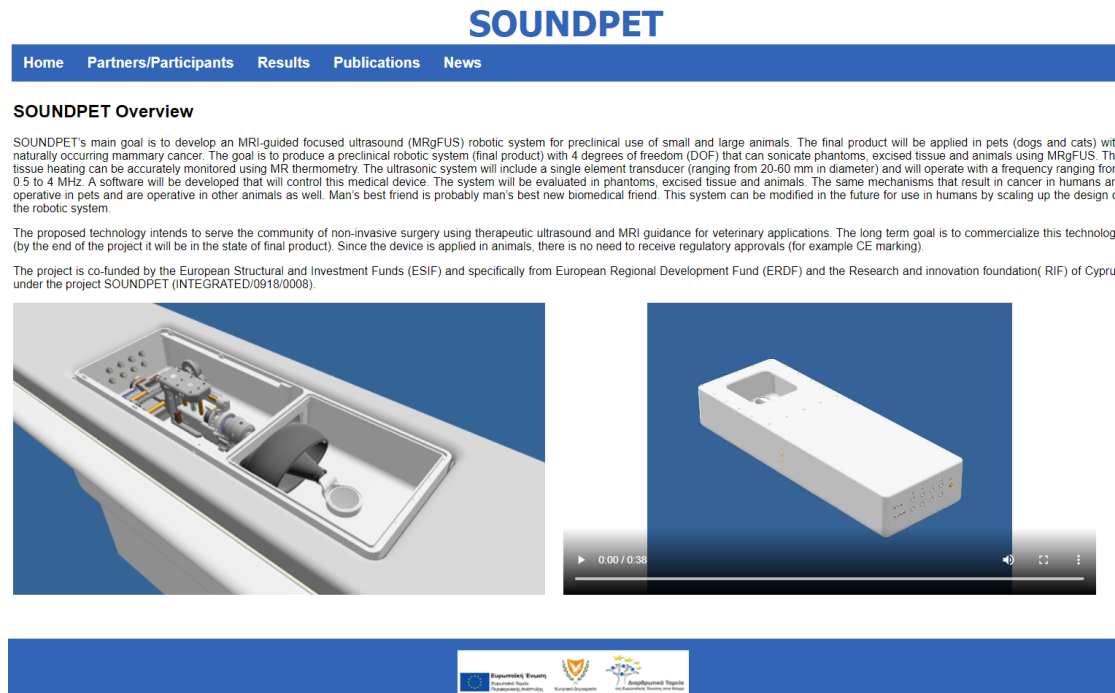 SOUNDPET
Home Partners/Participants Results Publications News
SOUNDPET Overview
SOUNDPET's main goal is to develop an MRI-guided focused ultrasound (MRgFUS) robotic system for preclinical use of small and large animals. The final product will be applied in pets (dogs and cats) wit
naturally occurring mammary cancer. The goal is to produce a preclinical robotic system (final product) with 4 degrees of freedom (DOF) that can sonicate phantoms, excised tissue and animals using MRgFUS. Th
tissue heating can be accurately monitored using MR thermometry. The ultrasonic system will include a single element transducer (ranging from 20-60 mm in diameter) and will operate with a frequency ranging fro
0.5 to 4 MHz. A software will be developed that will control this medical device. The system will be evaluated in phantoms, excised tissue and animals. The same mechanisms that result in cancer in humans ar
operative in pets and are operative in other animals as well. Man's best friend is probably man's best new biomedical friend. This system can be modified in the future for use in humans by scaling up the design o
the robotic system.
The proposed technology intends to serve the community of non-invasive surgery using therapeutic ultrasound and MRI guidance for veterinary applications. The long term goal is to commercialize this technolog
(by the end of the project it will be in the state of final product). Since the device is applied in animals, there is no need to receive regulatory approvals (for example CE marking).
The project is co-funded by the European Structural and Investment Funds (ESIF) and specifically from European Regional Development Fund (ERDF) and the Research and innovation foundation( RIF) of Cypru
under the project SOUNDPET (INTEGRATED/0918/0008).
0:00 / 0:38
Ευρωπαϊκή Ένωση
Ευρωπαϊκό Ταμείο
Περιφερειακής Ανάπτυξης
Κυπριακή Δημοκρατία
Διαρθρωτικά Ταμεία
της Ευρωπαϊκής Ένωσης στην Κύπρο